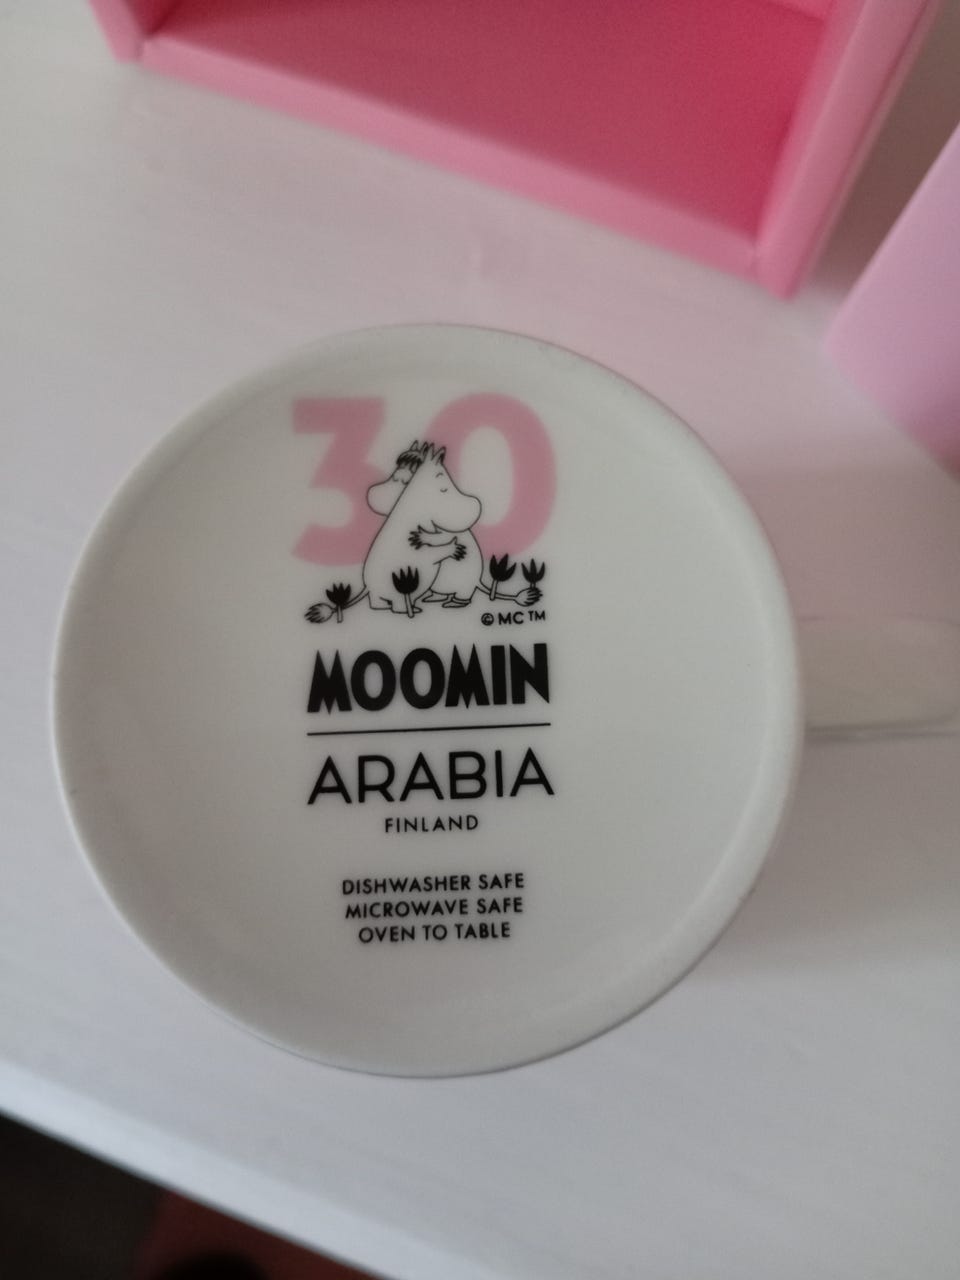 30
© MC ™
MOOMIN
ARABIA
FINLAND
DISHWASHER SAFE
MICROWAVE SAFE
OVEN TO TABLE